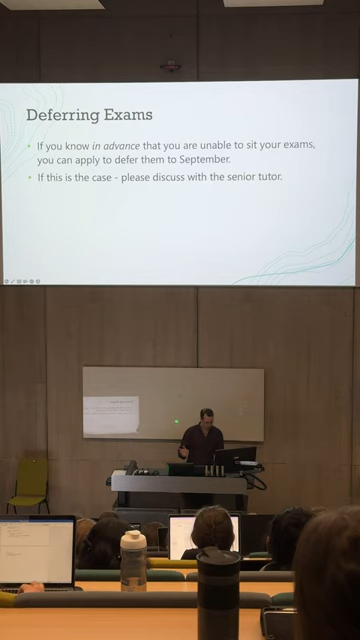 Deferring Exams
• If you know in advance that you are unable to sit your exams,
you can apply to defer them to September.
• If this is the case - please discuss with the senior tutor.